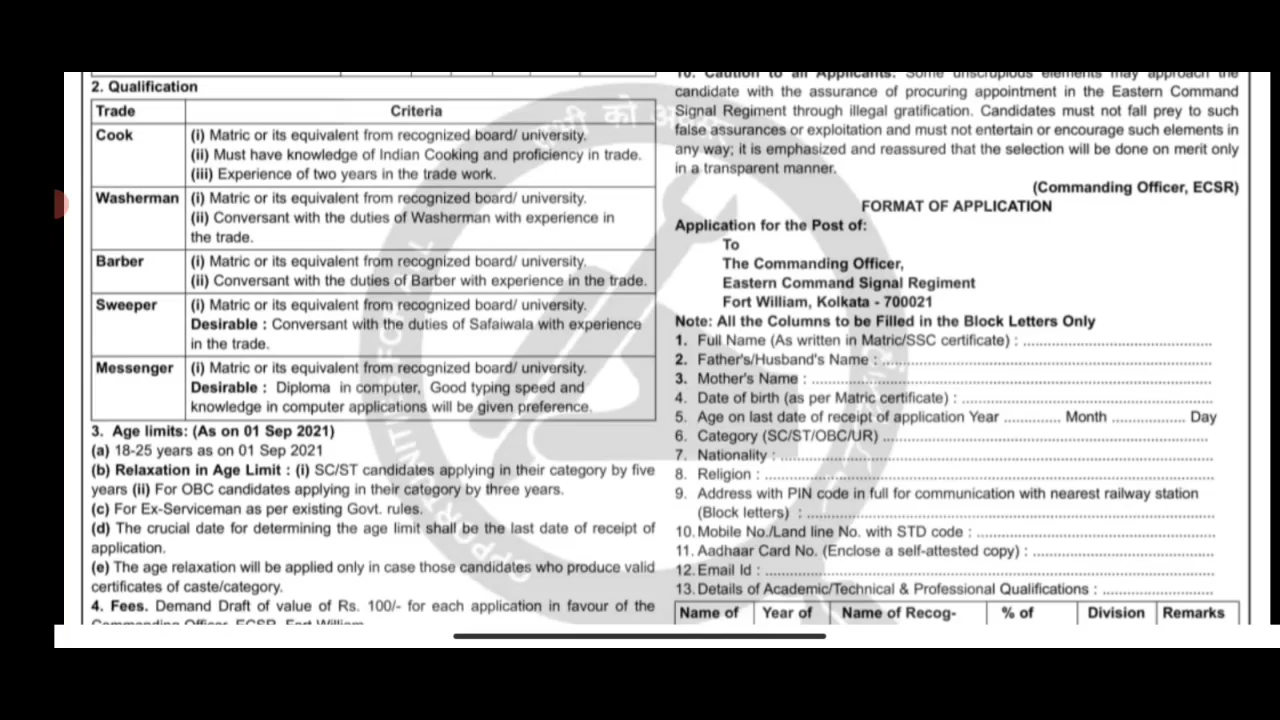 2. Qualification
Trade Criteria
Cook (i) Matric or its equivalent from recognized board/ university.
(ii) Must have knowledge of Indian Cooking and proficiency in trade.
(iii) Experience of two years in the trade work.
Washerman (i) Matric or its equivalent from recognized board/ university.
(ii) Conversant with the duties of Washerman with experience in
the trade.
Barber (i) Matric or its equivalent from recognized board/ university.
(ii) Conversant with the duties of Barber with experience in the trade.
Sweeper (i) Matric or its equivalent from recognized board/ university.
Desirable : Conversant with the duties of Safaiwala with experience
in the trade.
Messenger (i) Matric or its equivalent from recognized board/ university.
Desirable : Diploma in computer, Good typing speed and
knowledge in computer applications will be given preference.
3. Age limits: (As on 01 Sep 2021)
(a) 18-25 years as on 01 Sep 2021
(b) Relaxation in Age Limit : (i) SC/ST candidates applying in their category by five
years (ii) For OBC candidates applying in their category by three years.
(c) For Ex-Serviceman as per existing Govt. rules.
(d) The crucial date for determining the age limit shall be the last date of receipt of
application.
(e) The age relaxation will be applied only in case those candidates who produce valid
certificates of caste/category.
4. Fees. Demand Draft of value of Rs. 100/- for each application in favour of the
Commanding Officer, ECSR, Fort William
10. Caution to all Applicants. Some unscrupulous elements may approach the
candidate with the assurance of procuring appointment in the Eastern Command
Signal Regiment through illegal gratification. Candidates must not fall prey to such
false assurances or exploitation and must not entertain or encourage such elements in
any way; it is emphasized and reassured that the selection will be done on merit only
in a transparent manner.
(Commanding Officer, ECSR)
FORMAT OF APPLICATION
Application for the Post of:
To
The Commanding Officer,
Eastern Command Signal Regiment
Fort William, Kolkata - 700021
Note: All the Columns to be Filled in the Block Letters Only
1. Full Name (As written in Matric/SSC certificate) : ........................................
2. Father's/Husband's Name : ........................................
3. Mother's Name : ........................................
4. Date of birth (as per Matric certificate) : ........................................
5. Age on last date of receipt of application Year ............. Month ................. Day
6. Category (SC/ST/OBC/UR) ........................................
7. Nationality : ........................................
8. Religion : ........................................
9. Address with PIN code in full for communication with nearest railway station
(Block letters) : ........................................
10. Mobile No./Land line No. with STD code : ........................................
11. Aadhaar Card No. (Enclose a self-attested copy) : ........................................
12. Email Id : ........................................
13. Details of Academic/Technical & Professional Qualifications : ..........................
Name of Year of Name of Recog- % of Division Remarks